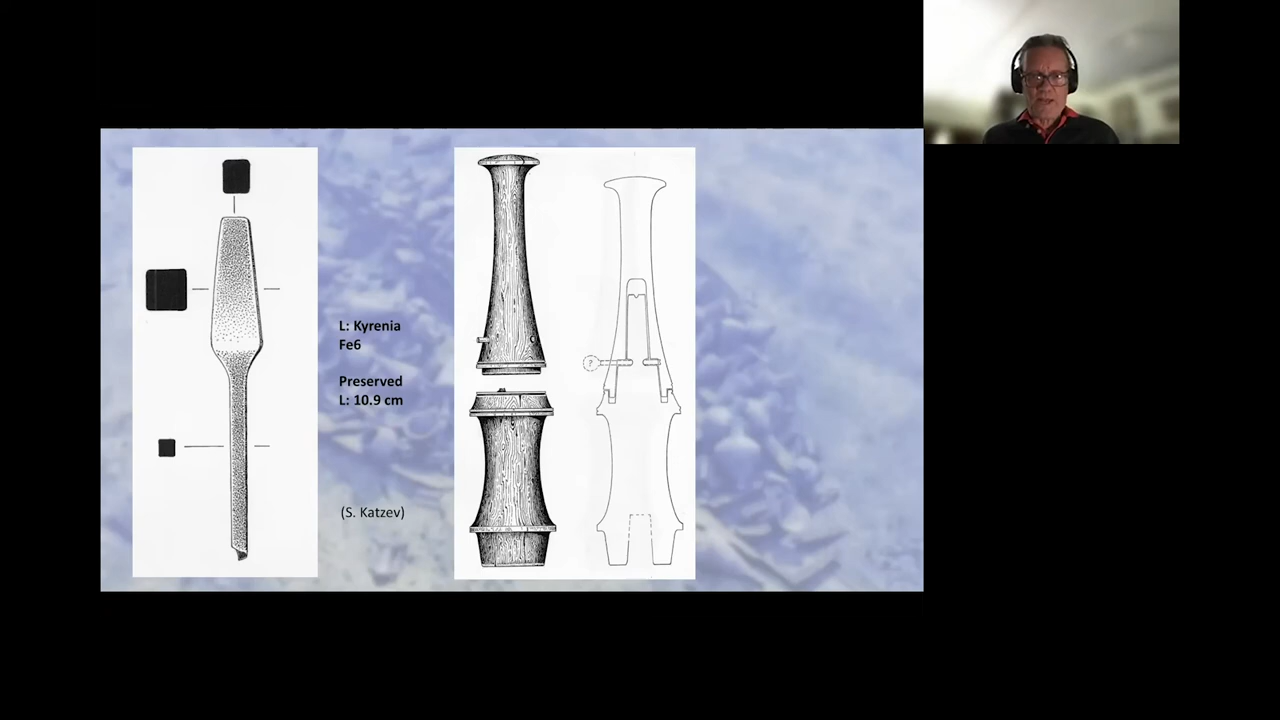 L: Kyrenia
Fe6
Preserved
L: 10.9 cm
(S. Katzev)
?